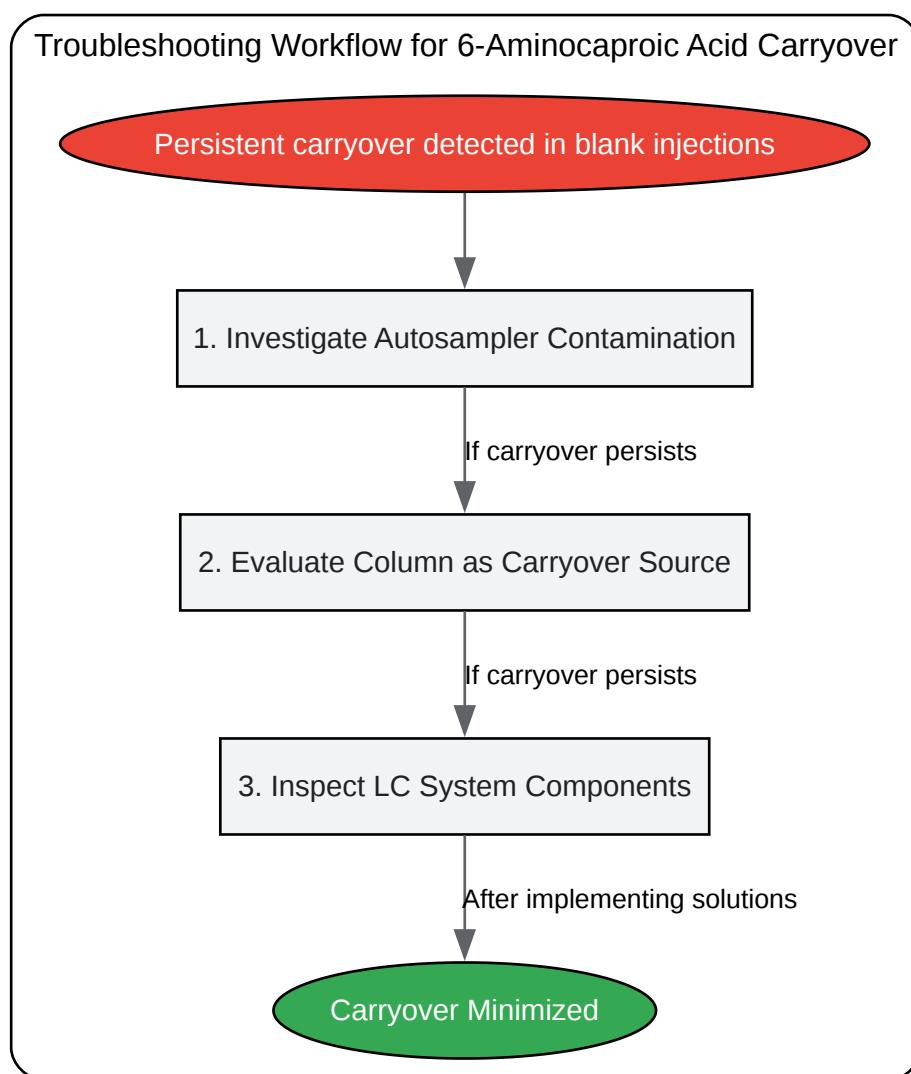 Troubleshooting Workflow for 6-Aminocaproic Acid Carryover
Persistent carryover detected in blank injections
1. Investigate Autosampler Contamination
If carryover persists
2. Evaluate Column as Carryover Source
If carryover persists
3. Inspect LC System Components
After implementing solutions
Carryover Minimized